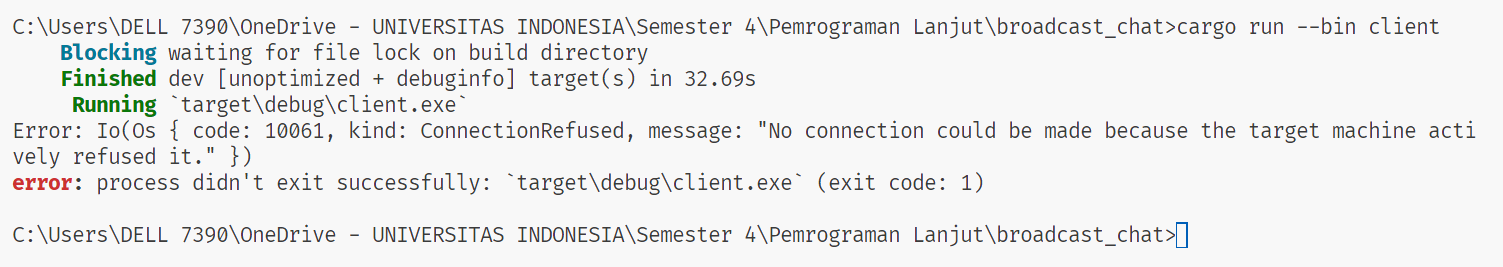 C:\Users\DELL 7390\OneDrive - UNIVERSITAS INDONESIA\Semester 4\Pemrograman Lanjut\broadcast_chat>cargo run --bin client
    Blocking waiting for file lock on build directory
    Finished dev [unoptimized + debuginfo] target(s) in 32.69s
     Running `target\debug\client.exe`
Error: Io(Os { code: 10061, kind: ConnectionRefused, message: "No connection could be made because the target machine acti
vely refused it." })
error: process didn't exit successfully: `target\debug\client.exe` (exit code: 1)
C:\Users\DELL 7390\OneDrive - UNIVERSITAS INDONESIA\Semester 4\Pemrograman Lanjut\broadcast_chat>